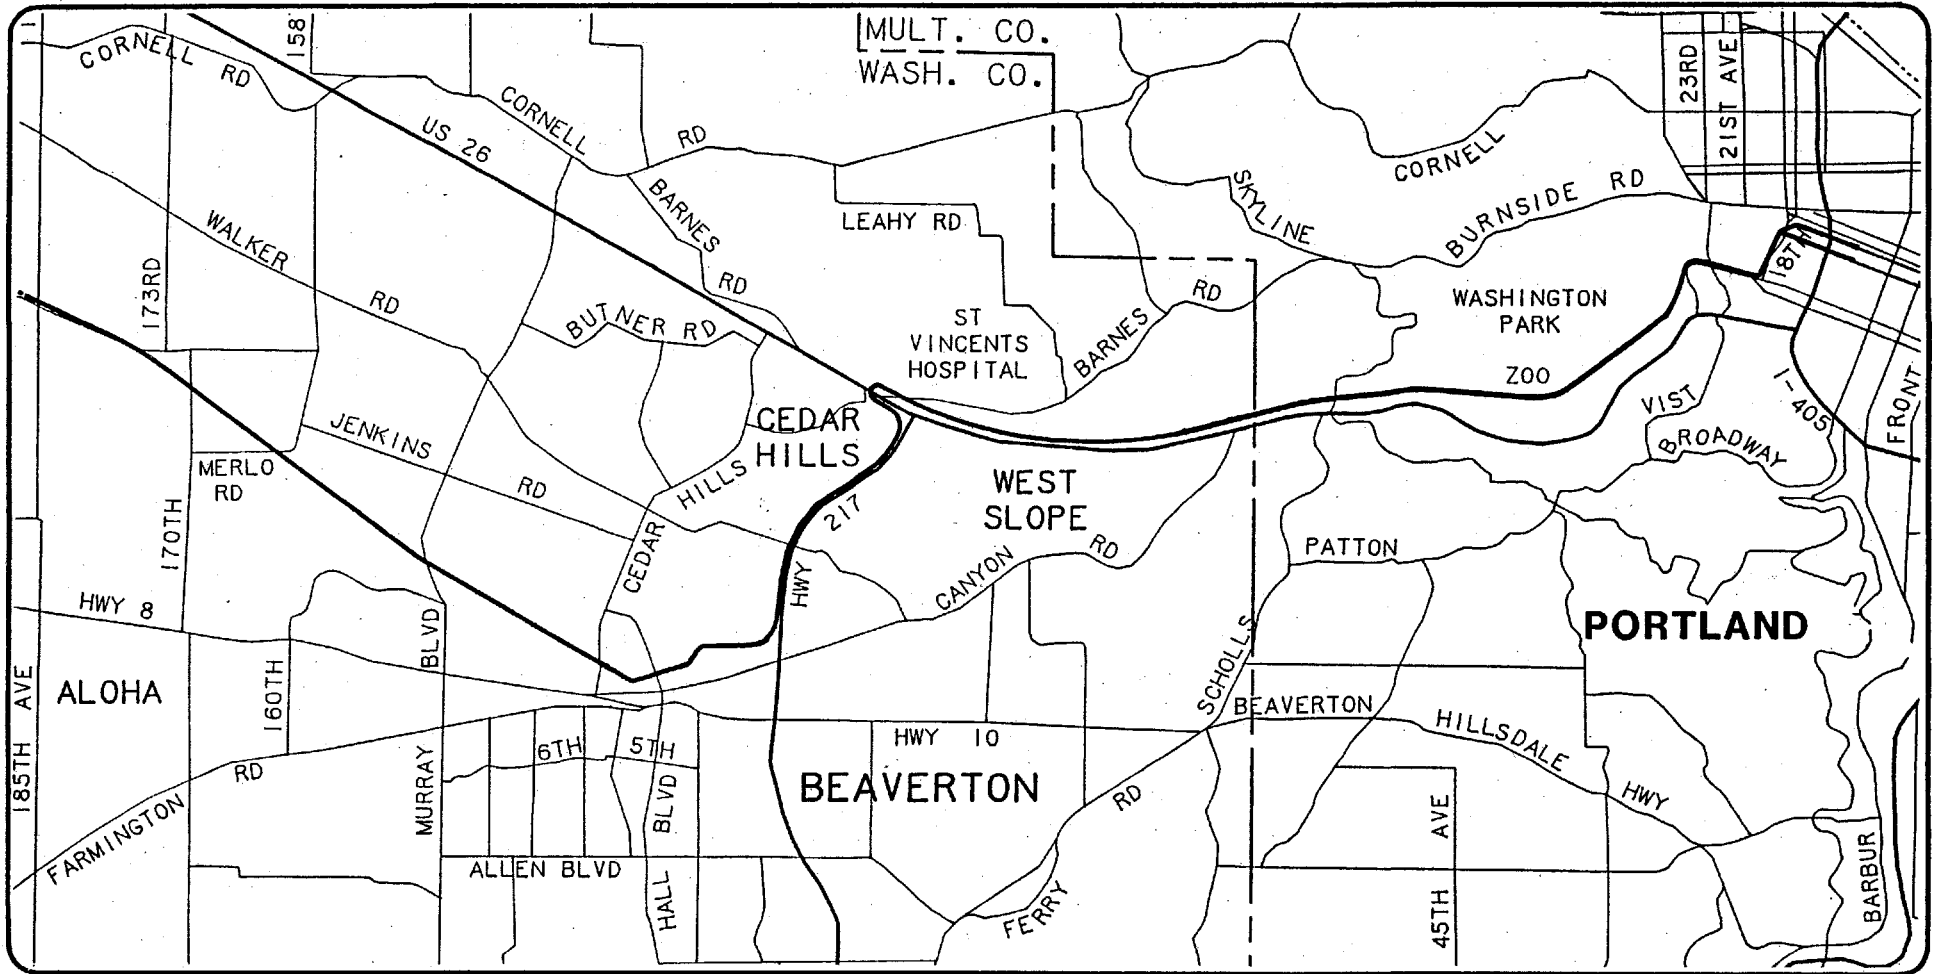 MULT. CO.
WASH. CO.
CORNELL RD
158
US 26
CORNELL RD
BARNES RD
LEAHY RD
SKYLINE
CORNELL
BURNSIDE RD
23RD
21ST AVE
18TH
WALKER RD
173RD
BUTNER RD
ST
VINCENTS
HOSPITAL
BARNES RD
WASHINGTON
PARK
ZOO
VIST
BROADWAY
I-405
FRONT
JENKINS RD
MERLO
RD
170TH
CEDAR
HILLS
CEDAR HILLS
HWY 217
WEST
SLOPE
CANYON RD
PATTON
PORTLAND
HWY 8
185TH AVE
ALOHA
160TH
MURRAY BLVD
FARMINGTON RD
6TH
5TH
HALL BLVD
ALLEN BLVD
HWY 10
BEAVERTON
SCHOLLS
FERRY RD
BEAVERTON HILLSDALE HWY
45TH AVE
BARBUR